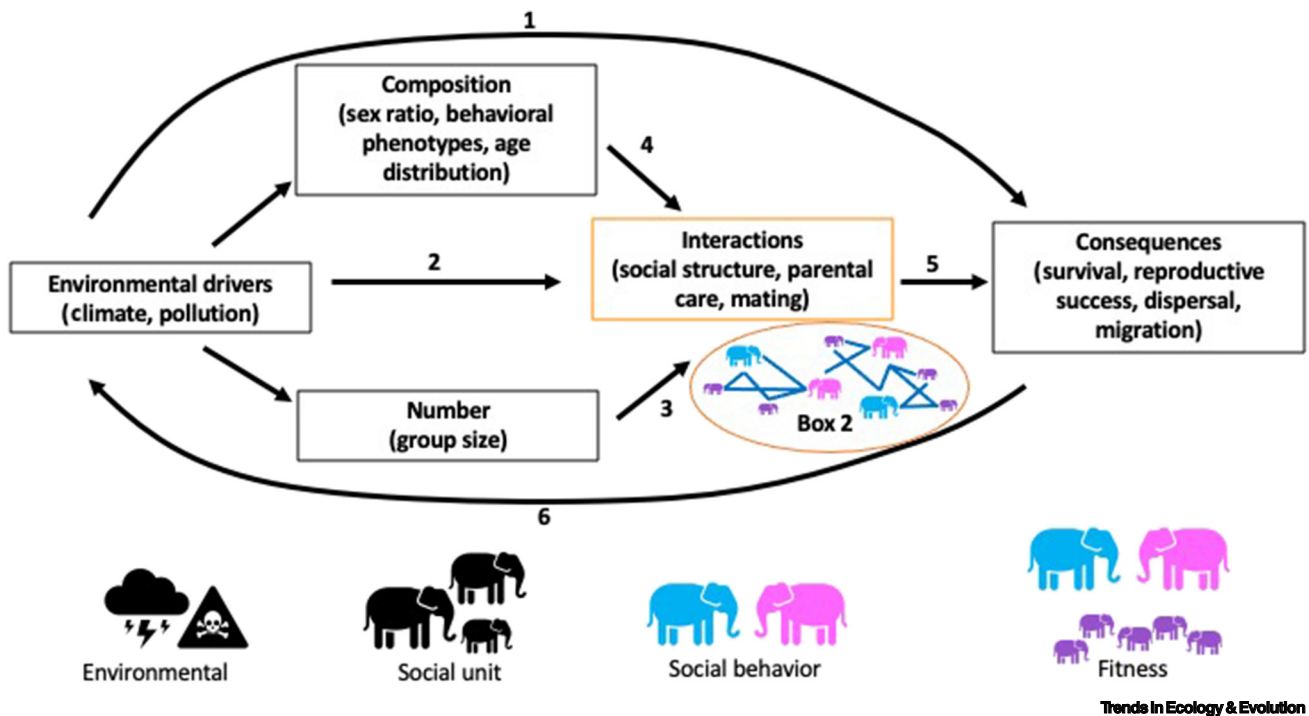 1
Composition
(sex ratio, behavioral
phenotypes, age
distribution)
4
Environmental drivers
(climate, pollution)
2
Interactions
(social structure, parental
care, mating)
5
Consequences
(survival, reproductive
success, dispersal,
migration)
Number
(group size)
3
Box 2
6
Environmental
Social unit
Social behavior
Fitness
Trends in Ecology & Evolution